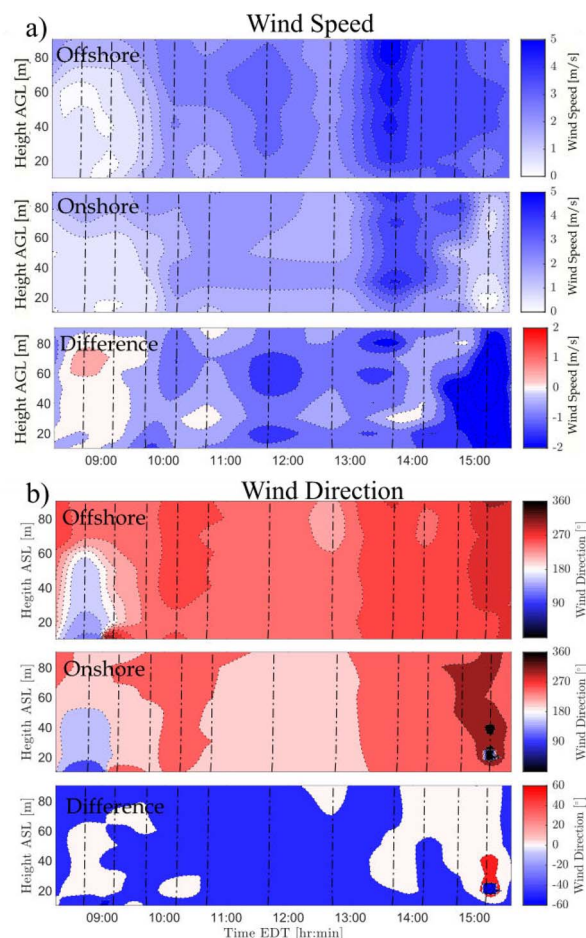 a)
Wind Speed
Offshore
Height AGL [m]
80
60
40
20
5
4
3
2
1
0
Wind Speed [m/s]
Onshore
Height AGL [m]
80
60
40
20
5
4
3
2
1
0
Wind Speed [m/s]
Difference
Height AGL [m]
80
60
40
20
2
1
0
-1
-2
Wind Speed [m/s]
09:00 10:00 11:00 12:00 13:00 14:00 15:00
b)
Wind Direction
Offshore
Hegith ASL [m]
80
60
40
20
360
270
180
90
Wind Direction [°]
Onshore
Hegith ASL [m]
80
60
40
20
360
270
180
90
Wind Direction [°]
Difference
Height ASL [m]
80
60
40
20
60
40
20
0
-20
-40
-60
Wind Direction [°]
09:00 10:00 11:00 12:00 13:00 14:00 15:00
Time EDT [hr:min]